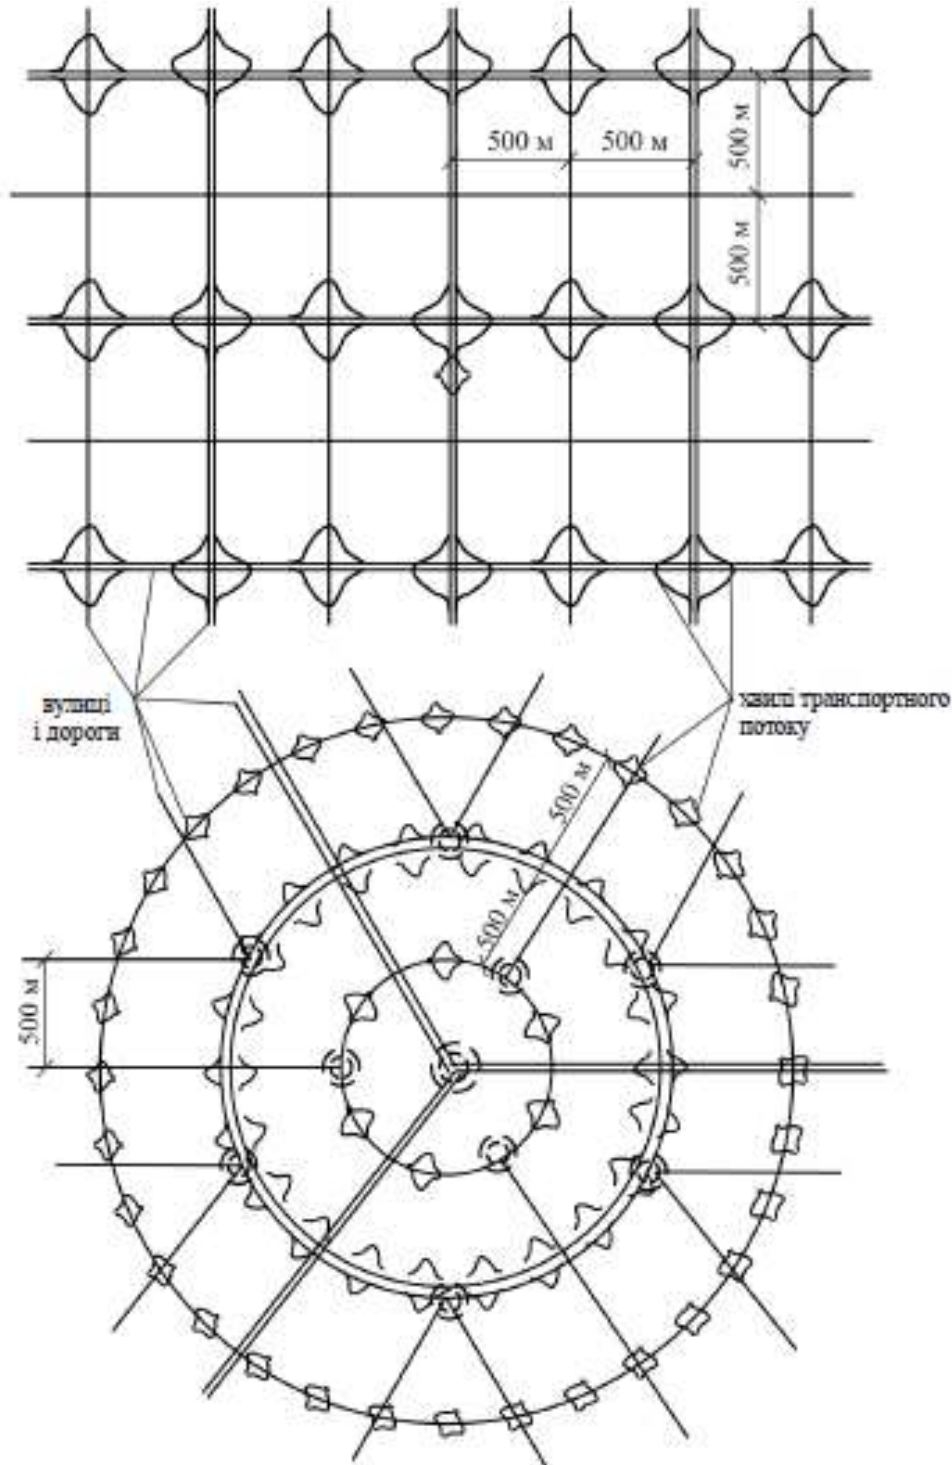 500 м
500 м
500 м
500 м
вулиці
і дороги
хвилі транспортного
потоку
500 м
500 м
500 м